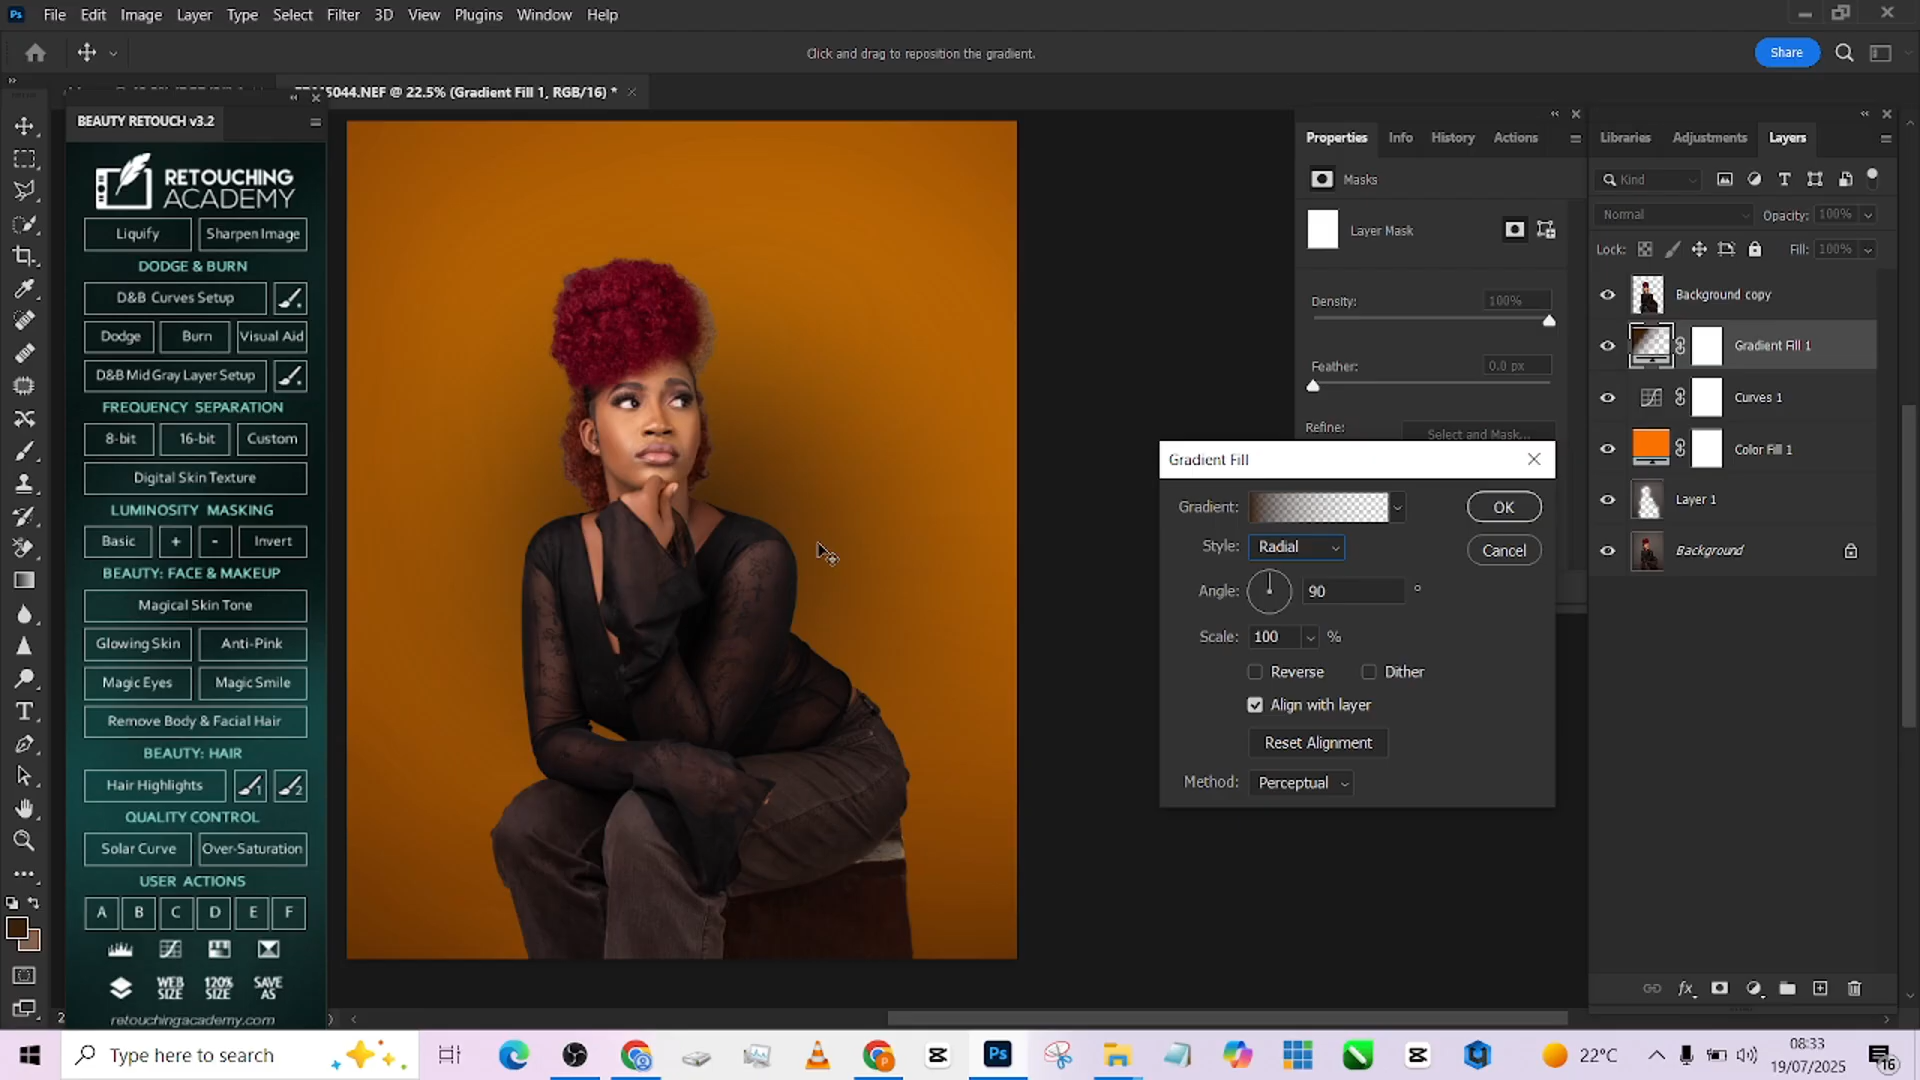 Ps File Edit Image Layer Type Select Filter 3D View Plugins Window Help
Click and drag to reposition the gradient.
Share
5044.NEF @ 22.5% (Gradient Fill 1, RGB/16) *
BEAUTY RETOUCH v3.2
RETOUCHING
ACADEMY
Liquify Sharpen Image
DODGE & BURN
D&B Curves Setup
Dodge Burn Visual Aid
D&B Mid Gray Layer Setup
FREQUENCY SEPARATION
8-bit 16-bit Custom
Digital Skin Texture
LUMINOSITY MASKING
Basic + - Invert
BEAUTY: FACE & MAKEUP
Magical Skin Tone
Glowing Skin Anti-Pink
Magic Eyes Magic Smile
Remove Body & Facial Hair
BEAUTY: HAIR
Hair Highlights 1 2
QUALITY CONTROL
Solar Curve Over-Saturation
USER ACTIONS
A B C D E F
WEB SIZE 120% SIZE SAVE AS
retouchingacademy.com
Properties Info History Actions
Masks
Layer Mask
Density: 100%
Feather: 0.0 px
Refine: Select and Mask...
Gradient Fill
Gradient: OK
Style: Radial Cancel
Angle: 90 °
Scale: 100 %
Reverse Dither
Align with layer
Reset Alignment
Method: Perceptual
Libraries Adjustments Layers
Kind
Normal Opacity: 100%
Lock: Fill: 100%
Background copy
Gradient Fill 1
Curves 1
Color Fill 1
Layer 1
Background
fx
2
Type here to search
Ps
22°C
08:33
19/07/2025
16